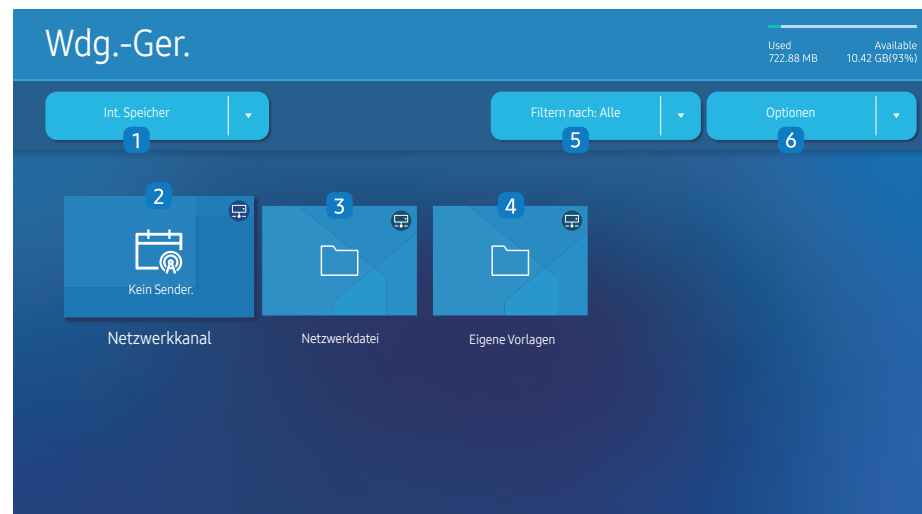 Wdg.-Ger.
Used Available
722.88 MB 10.42 GB(93%)
Int. Speicher
1
Filtern nach: Alle
5
Optionen
6
2
Kein Sender.
Netzwerkkanal
3
Netzwerkdatei
4
Eigene Vorlagen